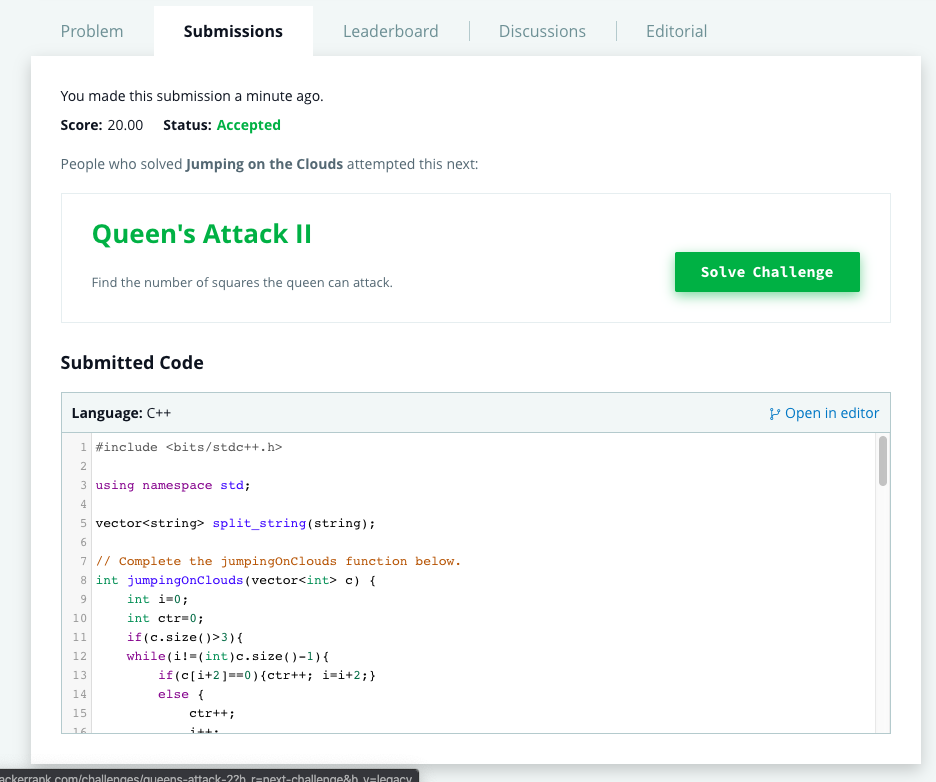 Problem Submissions Leaderboard Discussions Editorial
You made this submission a minute ago.
Score: 20.00 Status: Accepted
People who solved Jumping on the Clouds attempted this next:
Queen's Attack II
Find the number of squares the queen can attack.
Solve Challenge
Submitted Code
Language: C++
Open in editor
1 #include <bits/stdc++.h>
2
3 using namespace std;
4
5 vector<string> split_string(string);
6
7 // Complete the jumpingOnClouds function below.
8 int jumpingOnClouds(vector<int> c) {
9     int i=0;
10     int ctr=0;
11     if(c.size()>3){
12     while(i!=(int)c.size()-1){
13         if(c[i+2]==0){ctr++; i=i+2;}
14         else {
15             ctr++;
16             i++;
ackerrank.com/challenges/queens-attack-2?h_r=next-challenge&h_v=legacy